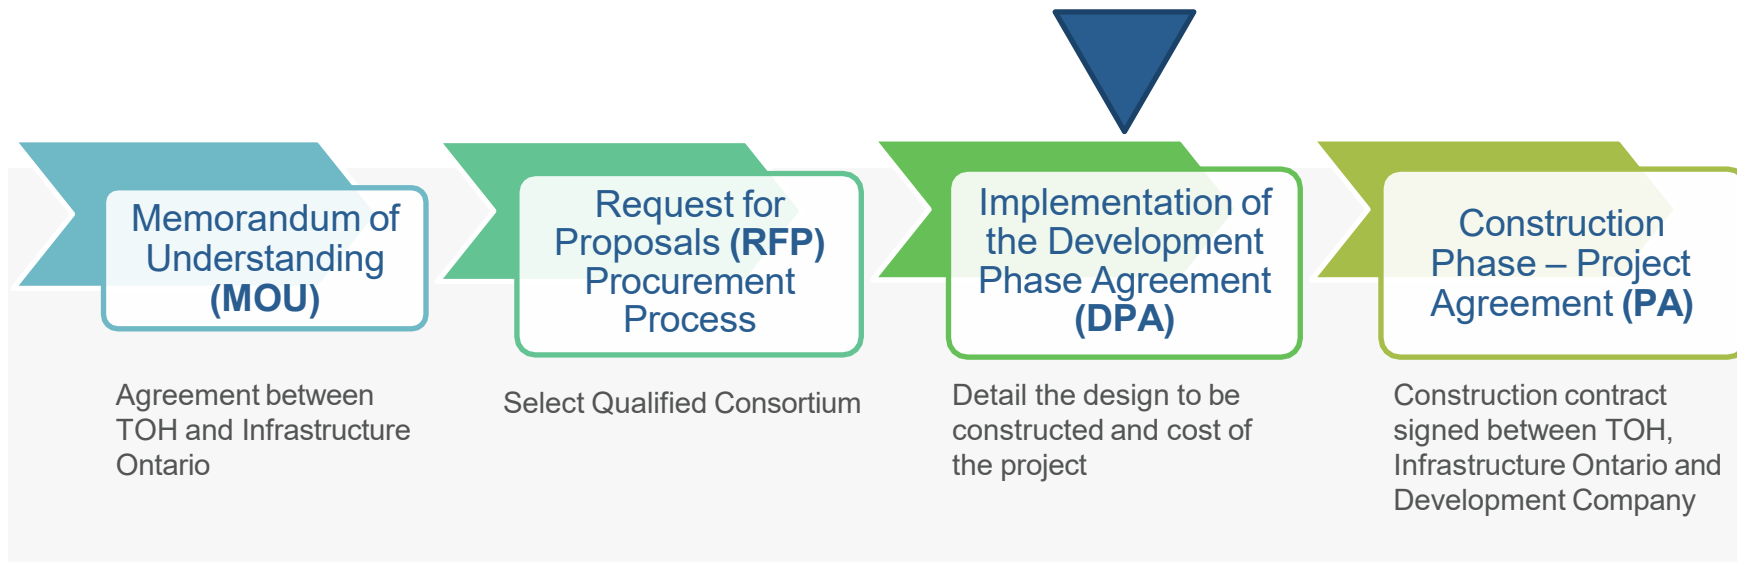 Memorandum of
Understanding
(MOU)
Agreement between
TOH and Infrastructure
Ontario
Request for
Proposals (RFP)
Procurement
Process
Select Qualified Consortium
Implementation of
the Development
Phase Agreement
(DPA)
Detail the design to be
constructed and cost of
the project
Construction
Phase – Project
Agreement (PA)
Construction contract
signed between TOH,
Infrastructure Ontario and
Development Company